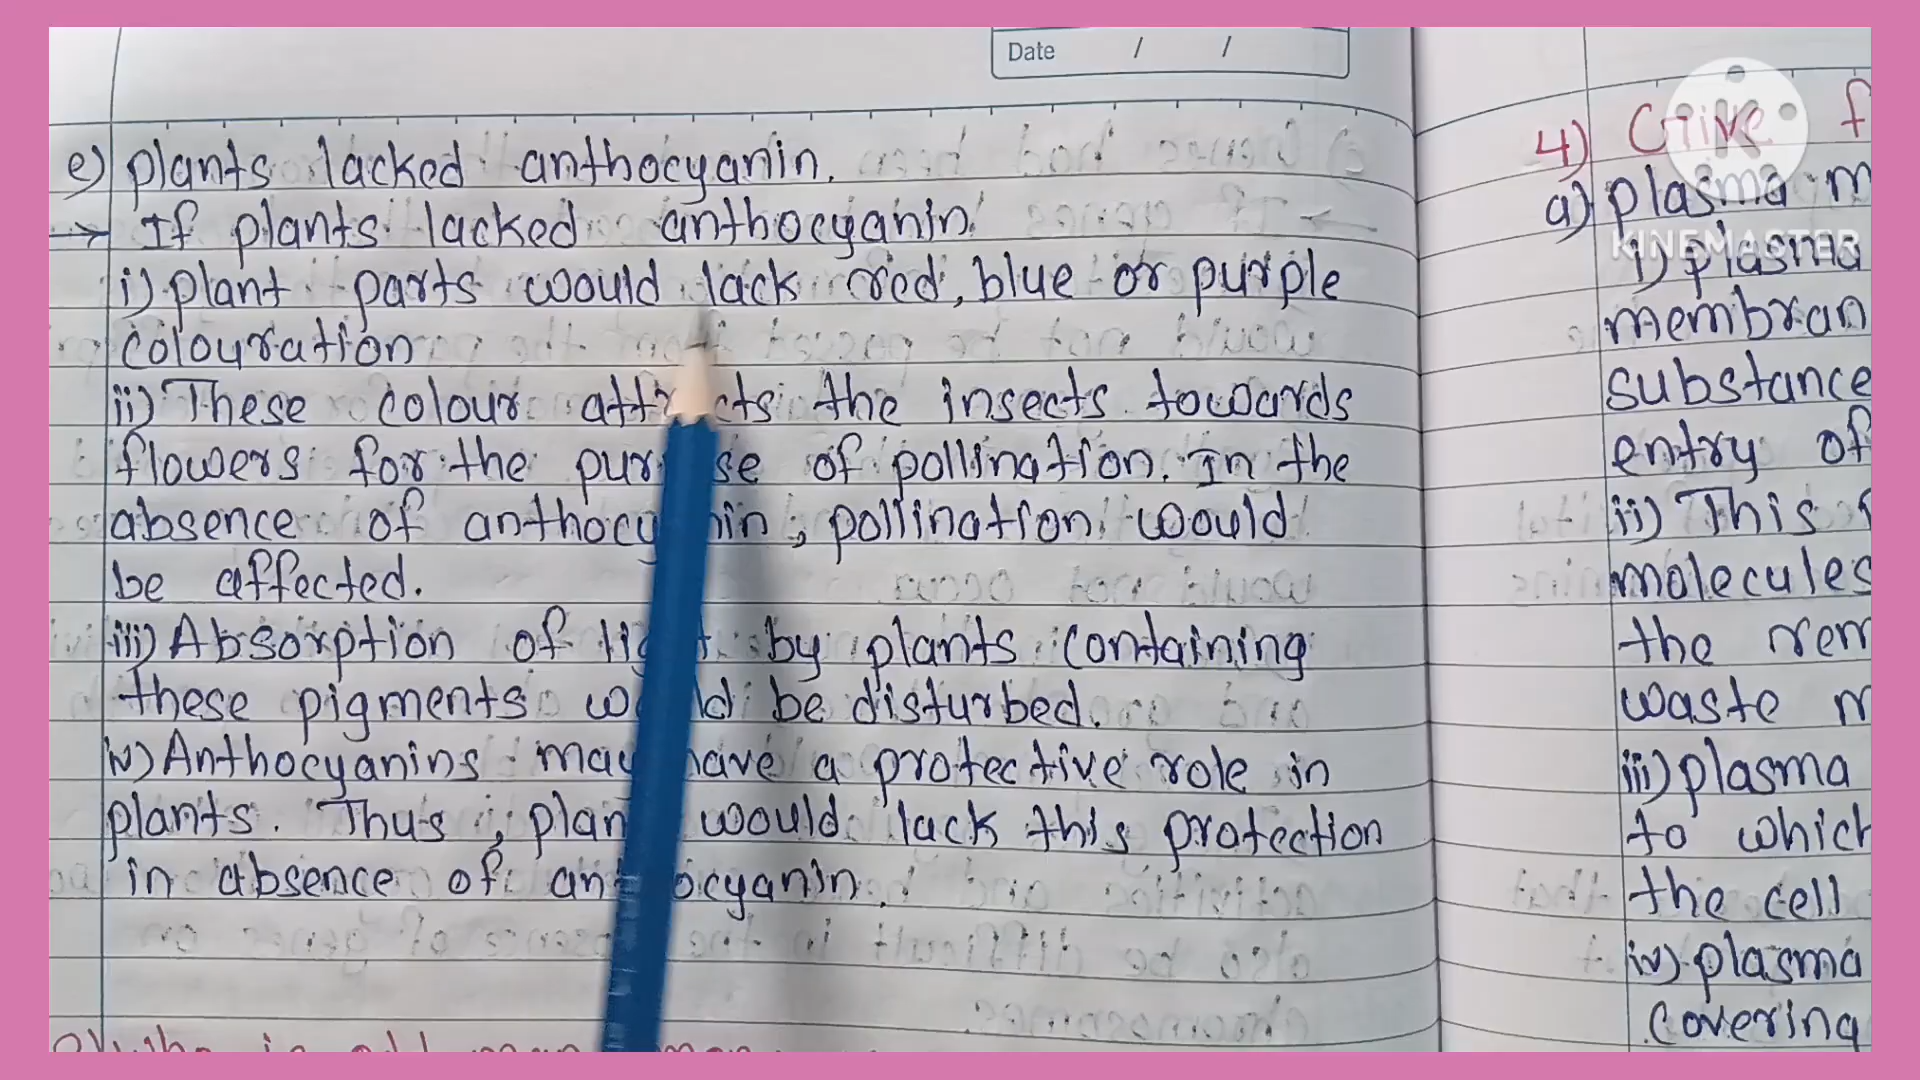 Date / /
e) plants lacked anthocyanin.
→ If plants lacked anthocyanin
i) plant parts would lack red, blue or purple
colouration
ii) These colour attracts the insects towards
flowers for the purpose of pollination. In the
absence of anthocyanin, pollination would
be affected.
iii) Absorption of light by plants containing
these pigments would be disturbed.
iv) Anthocyanins may have a protective role in
plants. Thus, plant would lack this protection
in absence of anthocyanin.
4) Give f
a) plasma m
i) plasma
membran
substance
entry of
ii) This
molecules
the rem
waste m
iii) plasma
to which
the cell
iv) plasma
covering
KINEMASTER